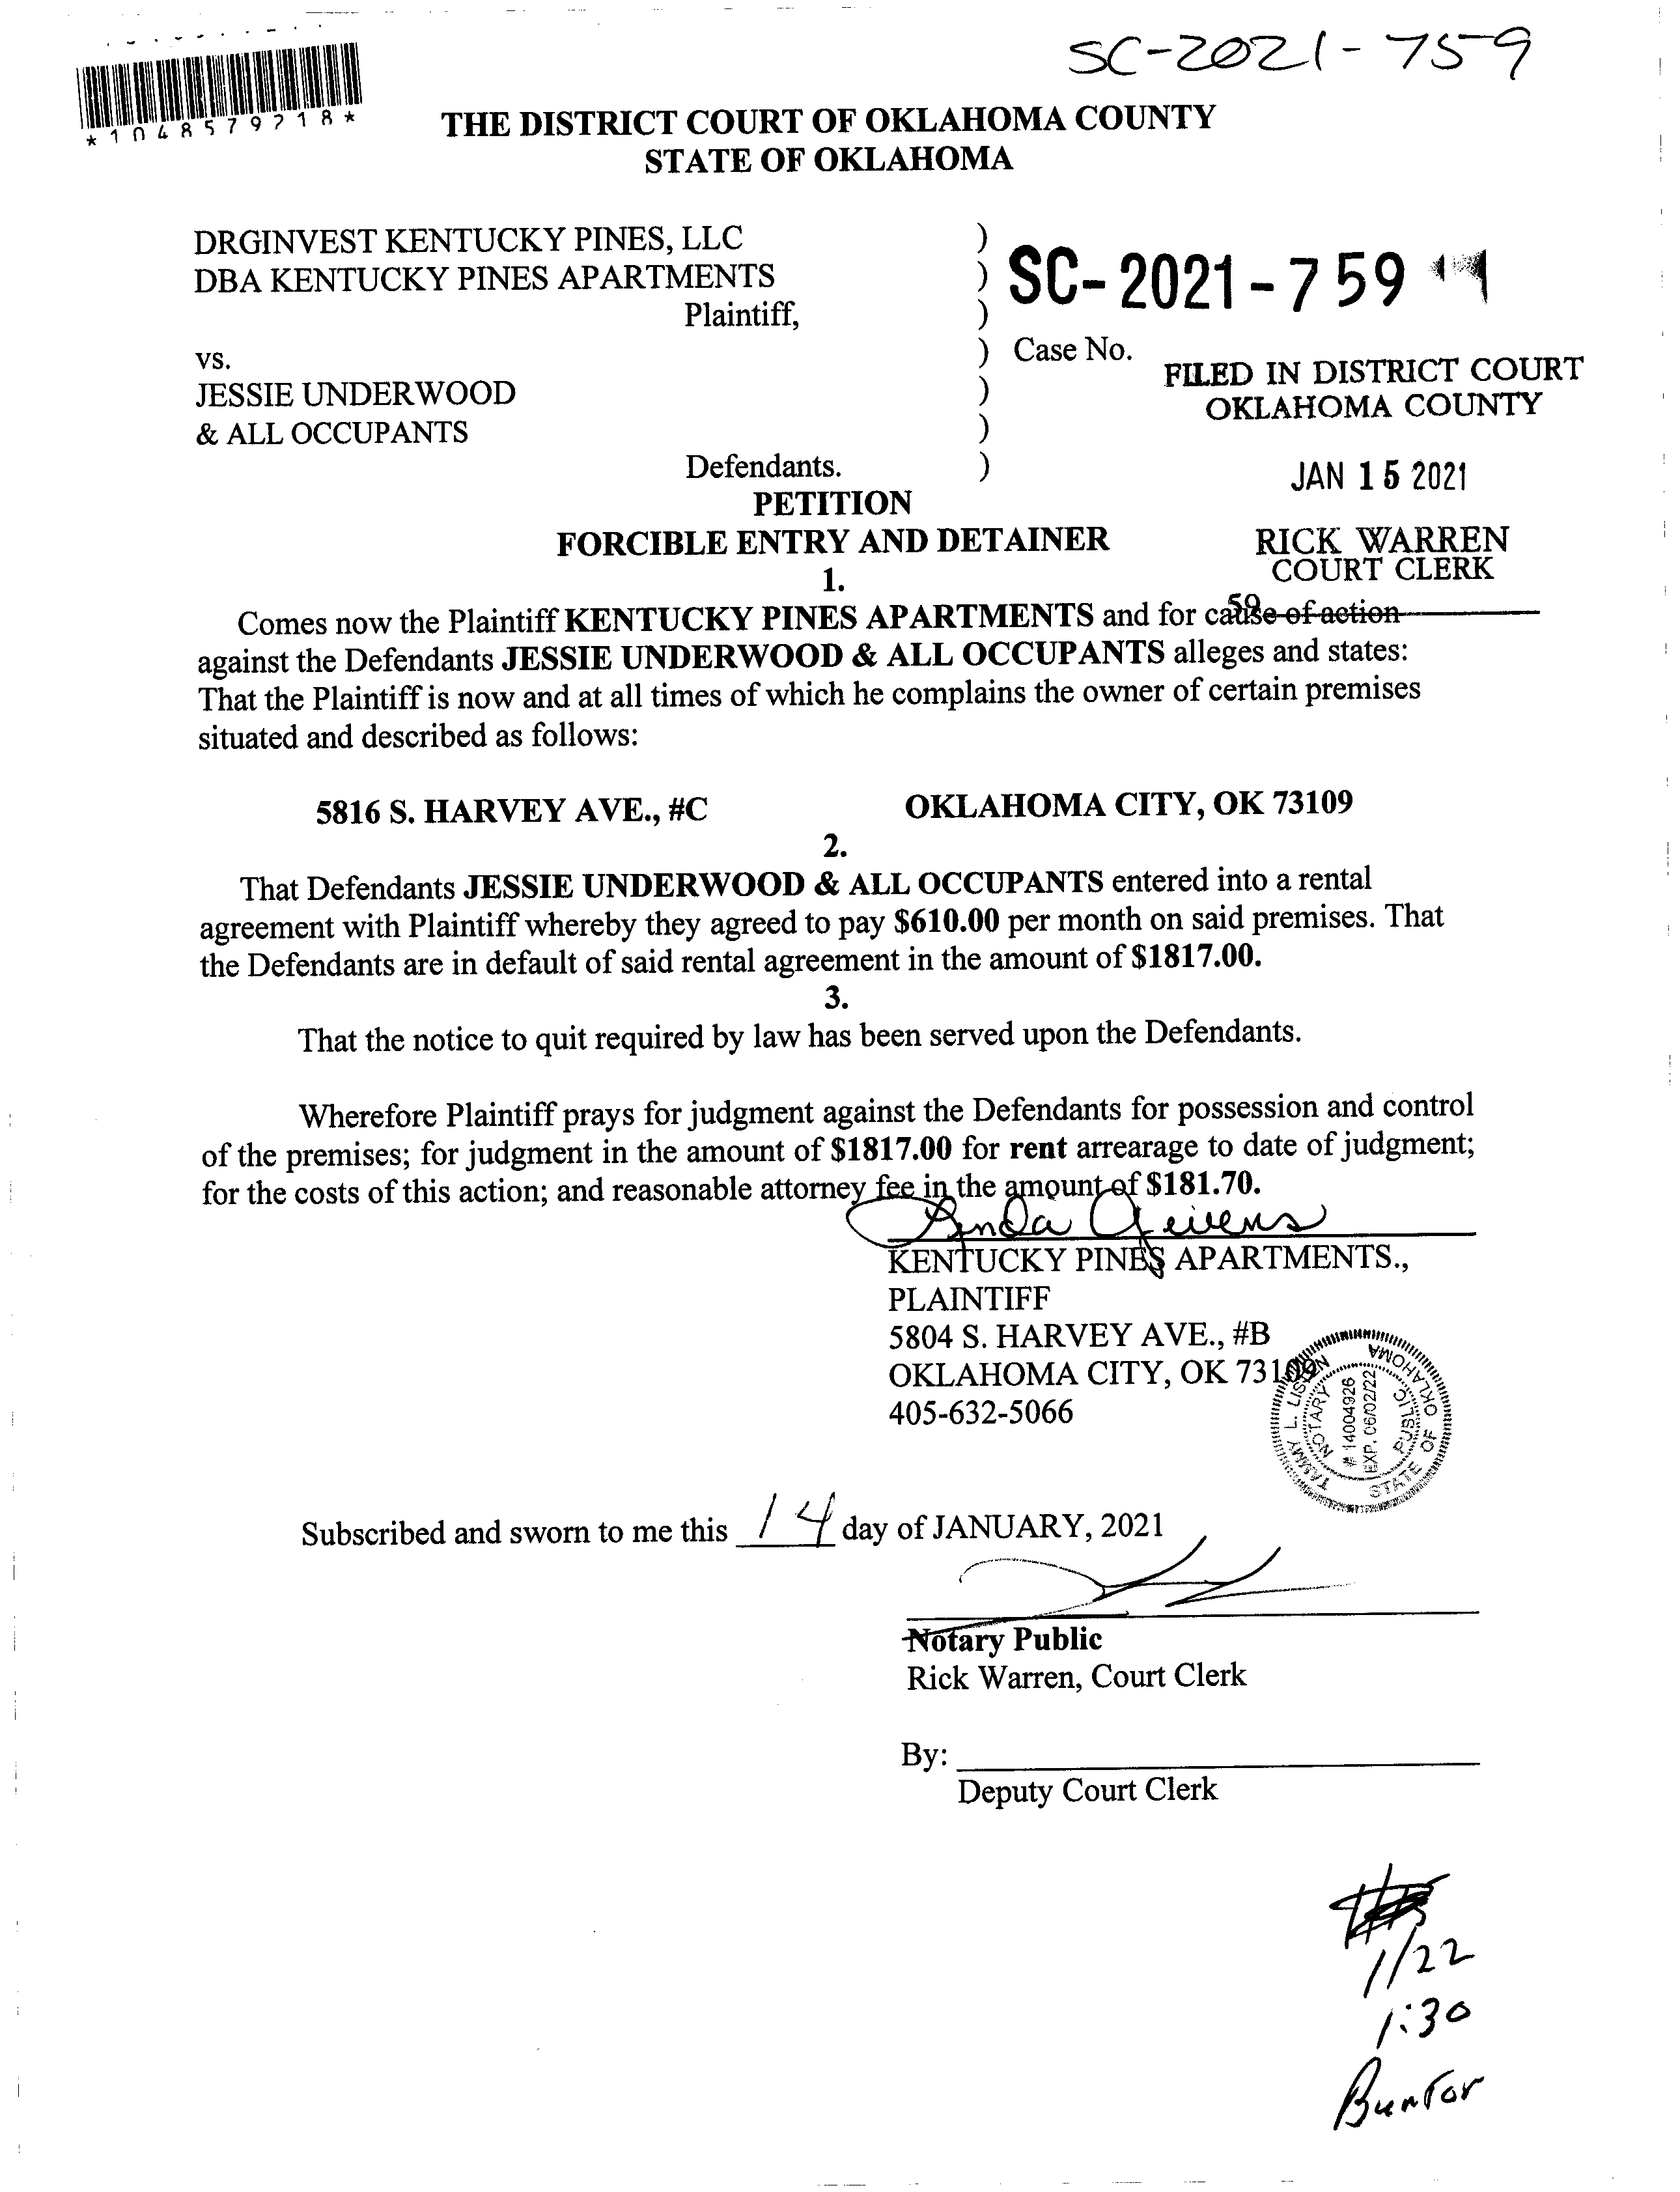 SC-2021-759
*1048579718*
THE DISTRICT COURT OF OKLAHOMA COUNTY
STATE OF OKLAHOMA
DRGINVEST KENTUCKY PINES, LLC )
DBA KENTUCKY PINES APARTMENTS )
Plaintiff, )
SC-2021-759
vs. ) Case No.
JESSIE UNDERWOOD )
& ALL OCCUPANTS )
Defendants. )
FILED IN DISTRICT COURT
OKLAHOMA COUNTY
JAN 15 2021
RICK WARREN
COURT CLERK
59
PETITION
FORCIBLE ENTRY AND DETAINER
1.
Comes now the Plaintiff KENTUCKY PINES APARTMENTS and for cause of action
against the Defendants JESSIE UNDERWOOD & ALL OCCUPANTS alleges and states:
That the Plaintiff is now and at all times of which he complains the owner of certain premises
situated and described as follows:
5816 S. HARVEY AVE., #C OKLAHOMA CITY, OK 73109
2.
That Defendants JESSIE UNDERWOOD & ALL OCCUPANTS entered into a rental
agreement with Plaintiff whereby they agreed to pay $610.00 per month on said premises. That
the Defendants are in default of said rental agreement in the amount of $1817.00.
3.
That the notice to quit required by law has been served upon the Defendants.
Wherefore Plaintiff prays for judgment against the Defendants for possession and control
of the premises; for judgment in the amount of $1817.00 for rent arrearage to date of judgment;
for the costs of this action; and reasonable attorney fee in the amount of $181.70.
Linda Geivens
KENTUCKY PINES APARTMENTS.,
PLAINTIFF
5804 S. HARVEY AVE., #B
OKLAHOMA CITY, OK 73109
405-632-5066
TAMMY L. LISTEN
NOTARY PUBLIC
# 14004926
EXP. 06/02/22
STATE OF OKLAHOMA
Subscribed and sworn to me this 14 day of JANUARY, 2021
Notary Public
Rick Warren, Court Clerk
By:
Deputy Court Clerk
1/22
1:30
Buntor